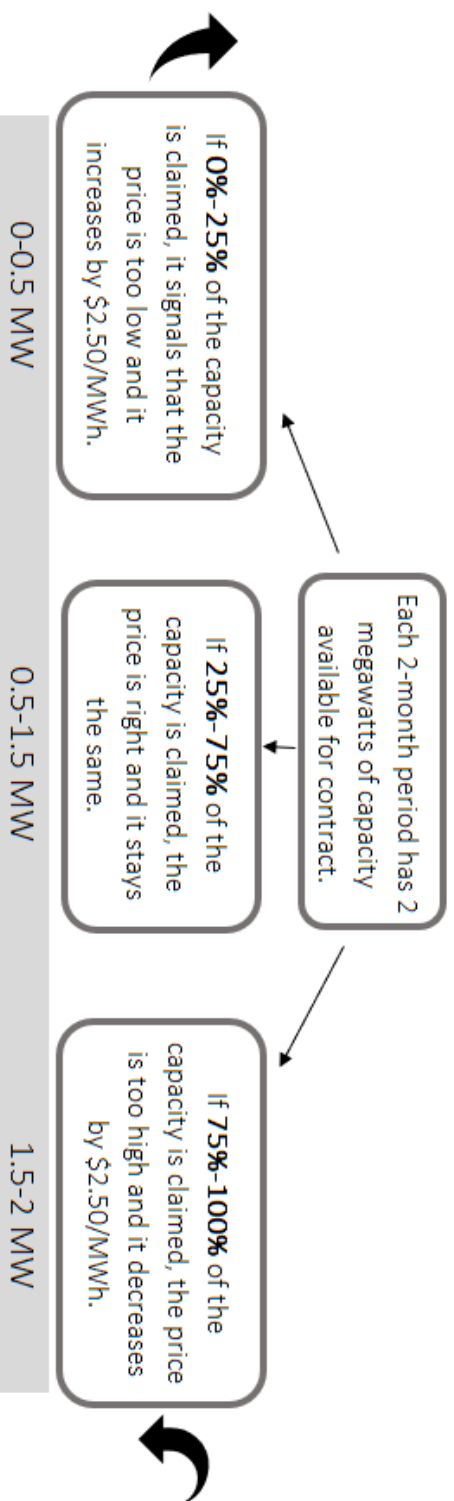 Each 2-month period has 2
megawatts of capacity
available for contract.
If 0%-25% of the capacity
is claimed, it signals that the
price is too low and it
increases by $2.50/MWh.
If 25%-75% of the
capacity is claimed, the
price is right and it stays
the same.
If 75%-100% of the
capacity is claimed, the price
is too high and it decreases
by $2.50/MWh.
0-0.5 MW
0.5-1.5 MW
1.5-2 MW